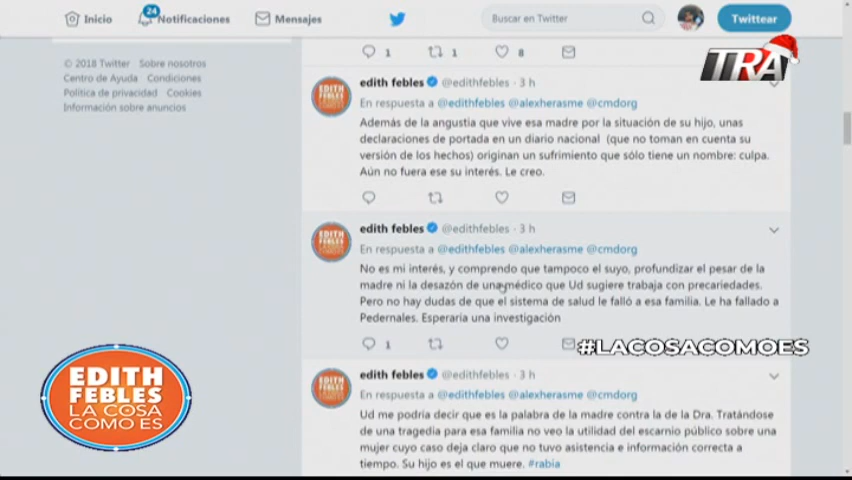 Inicio
24
Notificaciones
Mensajes
Buscar en Twitter
Twittear
TRA
© 2018 Twitter Sobre nosotros
Centro de Ayuda Condiciones
Política de privacidad Cookies
Información sobre anuncios
1 1 8
edith febles @edithfebles · 3 h
En respuesta a @edithfebles @alexherasme @cmdorg
Además de la angustia que vive esa madre por la situación de su hijo, unas
declaraciones de portada en un diario nacional (que no toman en cuenta su
versión de los hechos) originan un sufrimiento que sólo tiene un nombre: culpa.
Aún no fuera ese su interés. Le creo.
edith febles @edithfebles · 3 h
En respuesta a @edithfebles @alexherasme @cmdorg
No es mi interés, y comprendo que tampoco el suyo, profundizar el pesar de la
madre ni la desazón de una médico que Ud sugiere trabaja con precariedades.
Pero no hay dudas de que el sistema de salud le falló a esa familia. Le ha fallado a
Pedernales. Esperaría una investigación
1
#LACOSACOMOES
edith febles @edithfebles · 3 h
En respuesta a @edithfebles @alexherasme @cmdorg
Ud me podría decir que es la palabra de la madre contra la de la Dra. Tratándose
de una tragedia para esa familia no veo la utilidad del escarnio público sobre una
mujer cuyo caso deja claro que no tuvo asistencia e información correcta a
tiempo. Su hijo es el que muere. #rabia
EDITH
FEBLES
LA COSA
COMO ES